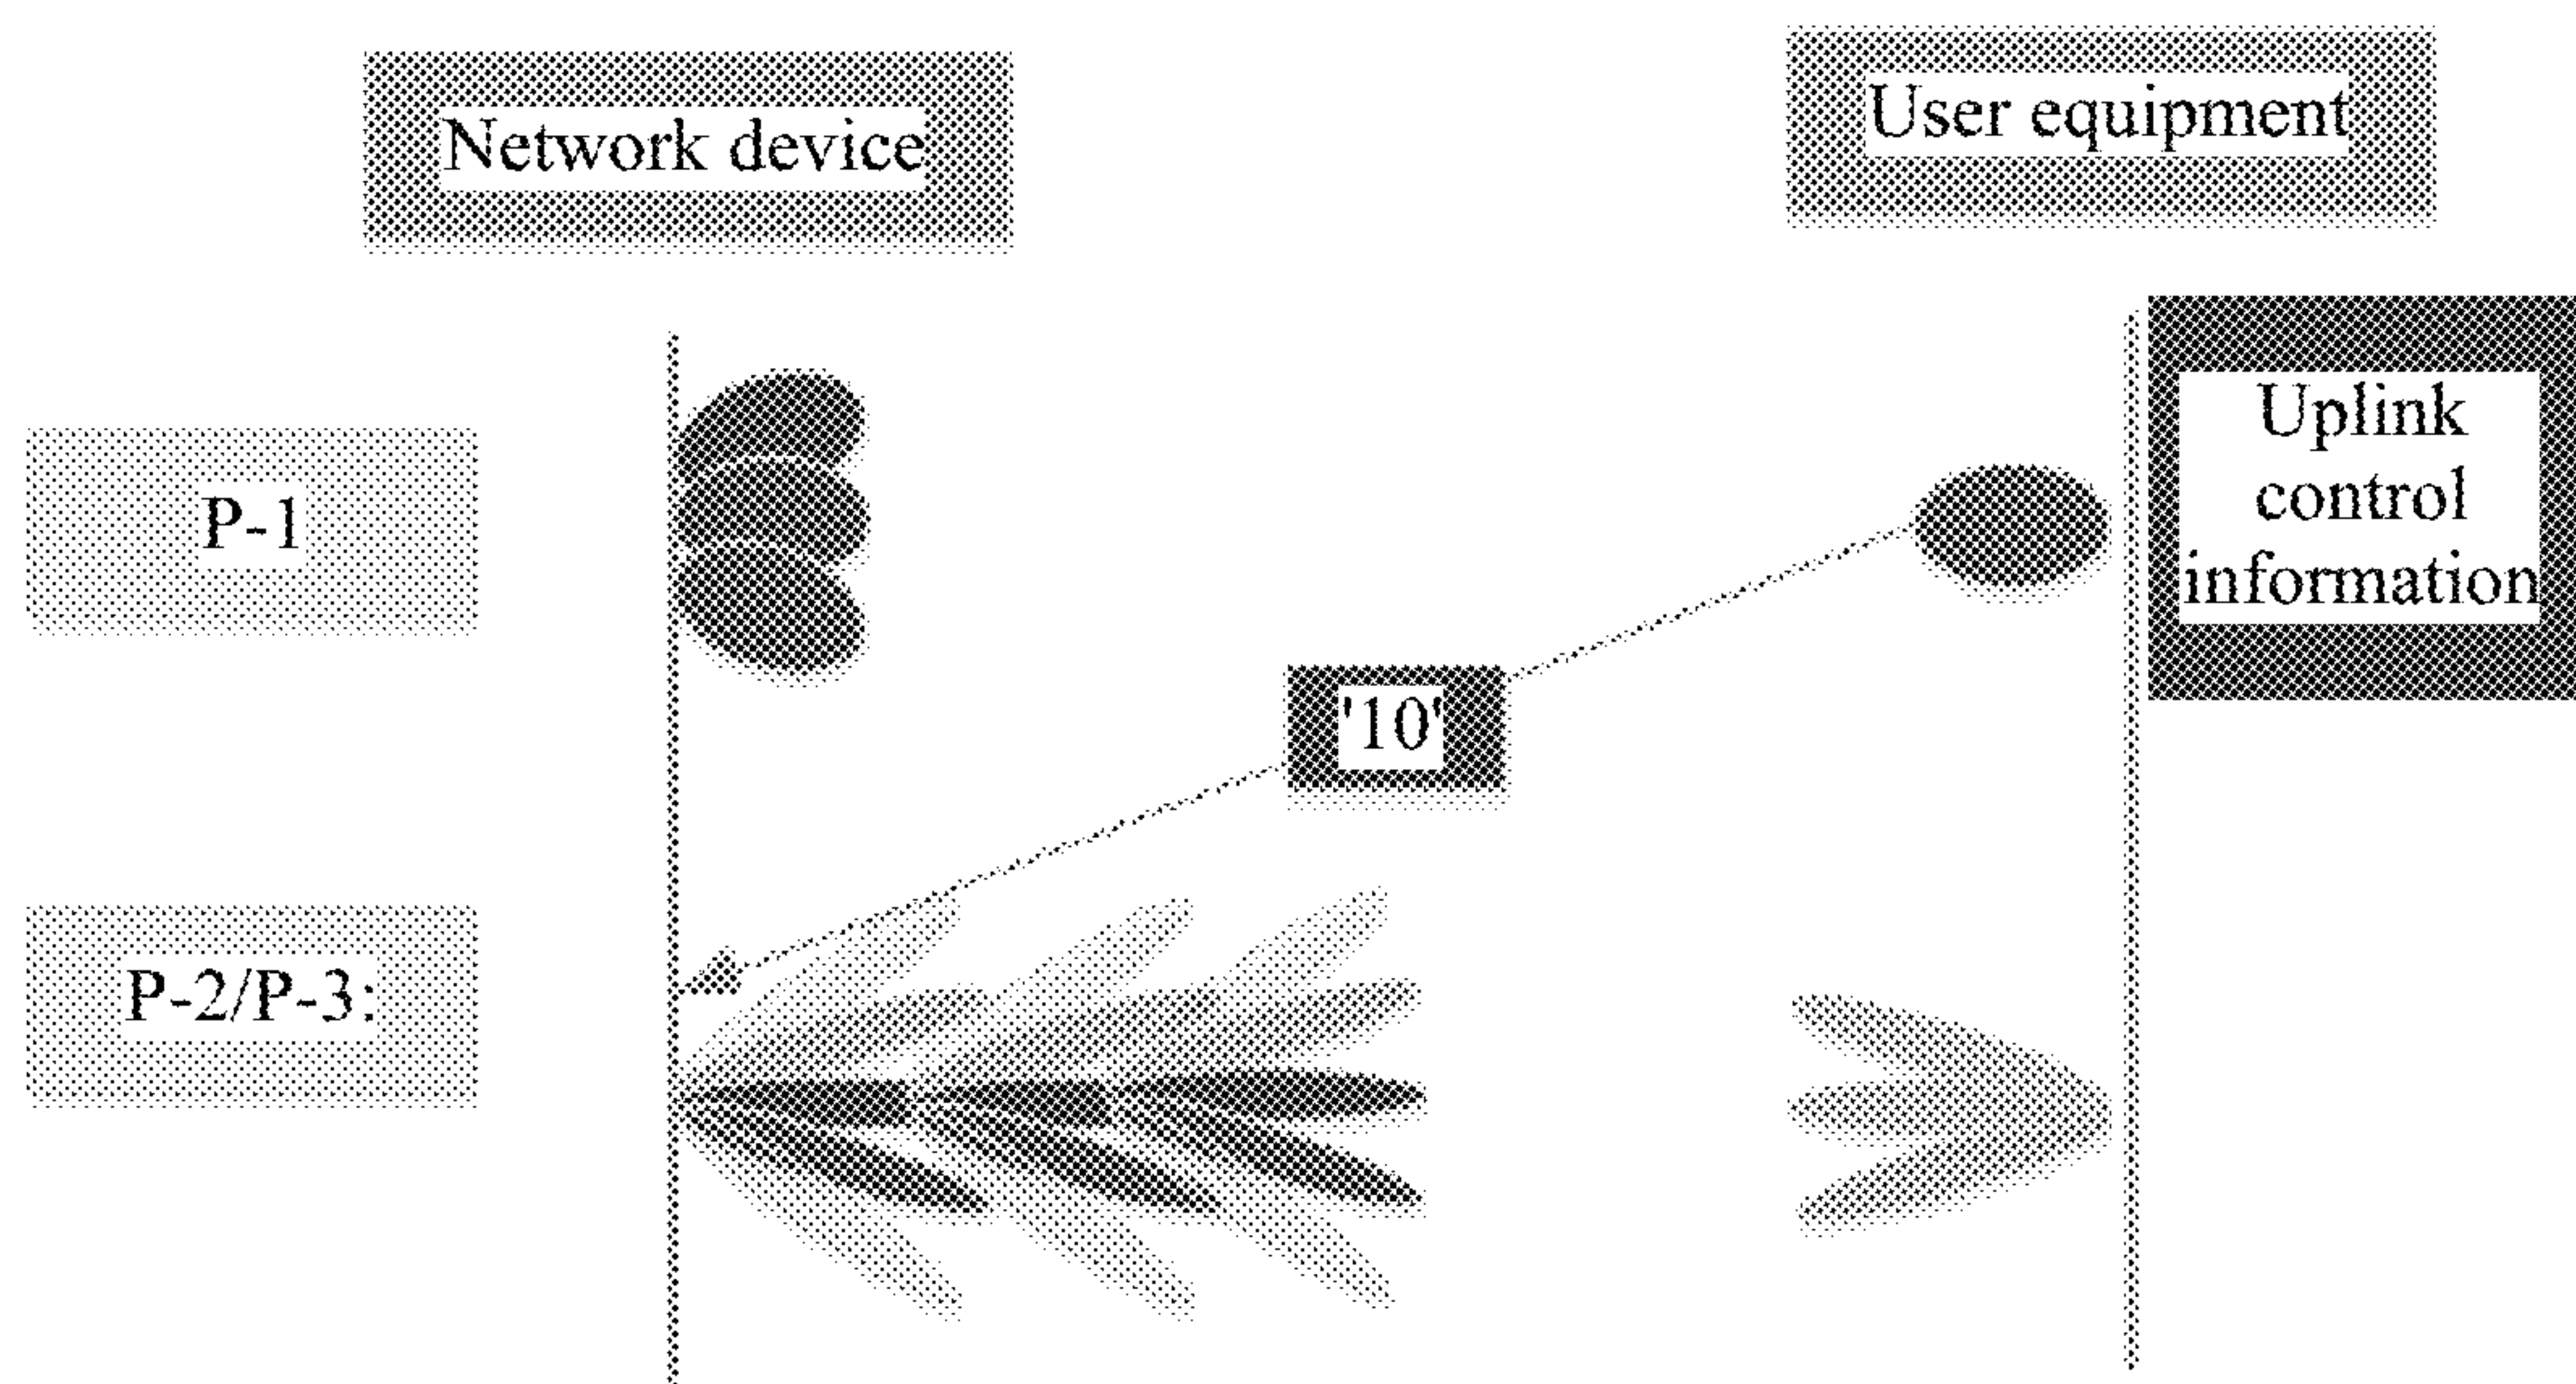 Network device
User equipment
P-1
Uplink
control
information
'10'
P-2/P-3: